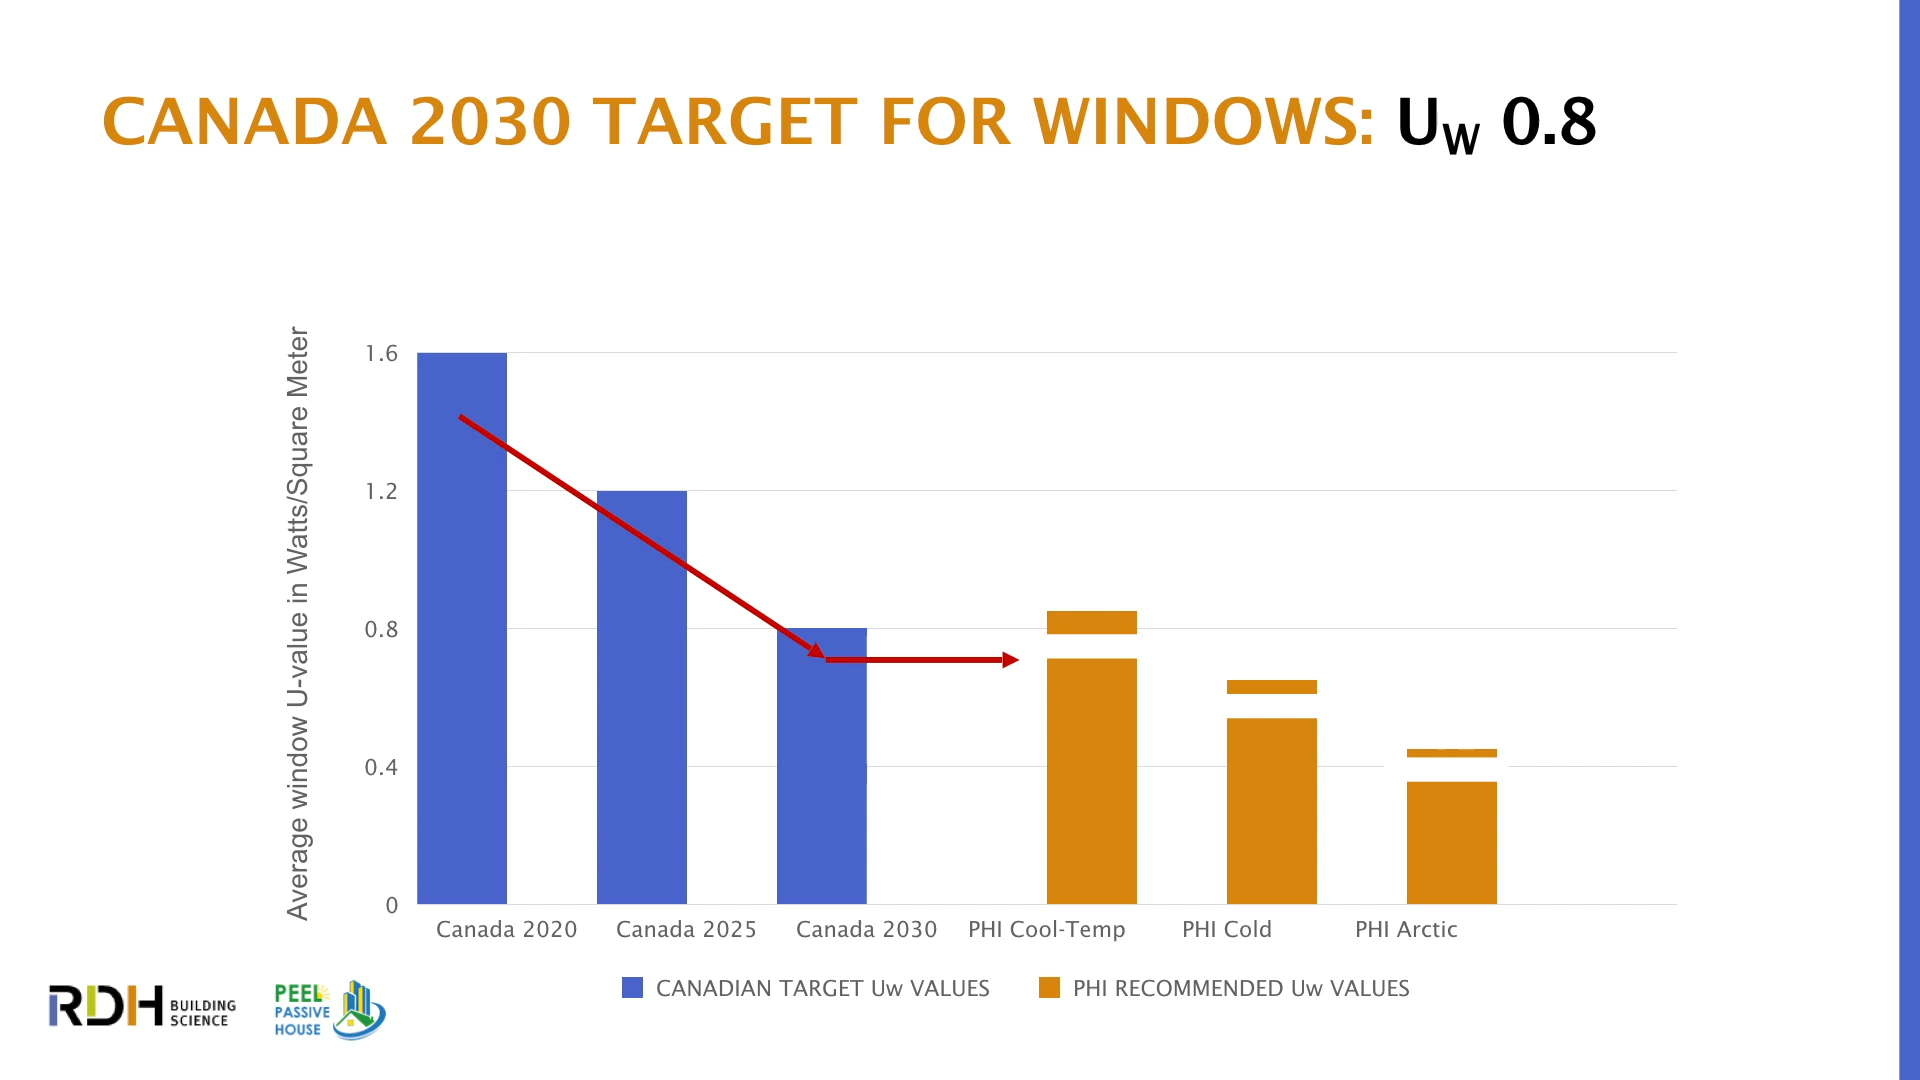 CANADA 2030 TARGET FOR WINDOWS: UW 0.8
Average window U-value in Watts/Square Meter
1.6
1.2
0.8
0.4
0
Canada 2020
Canada 2025
Canada 2030
PHI Cool-Temp
PHI Cold
PHI Arctic
CANADIAN TARGET Uw VALUES
PHI RECOMMENDED Uw VALUES
RDH BUILDING
SCIENCE
PEEL
PASSIVE
HOUSE